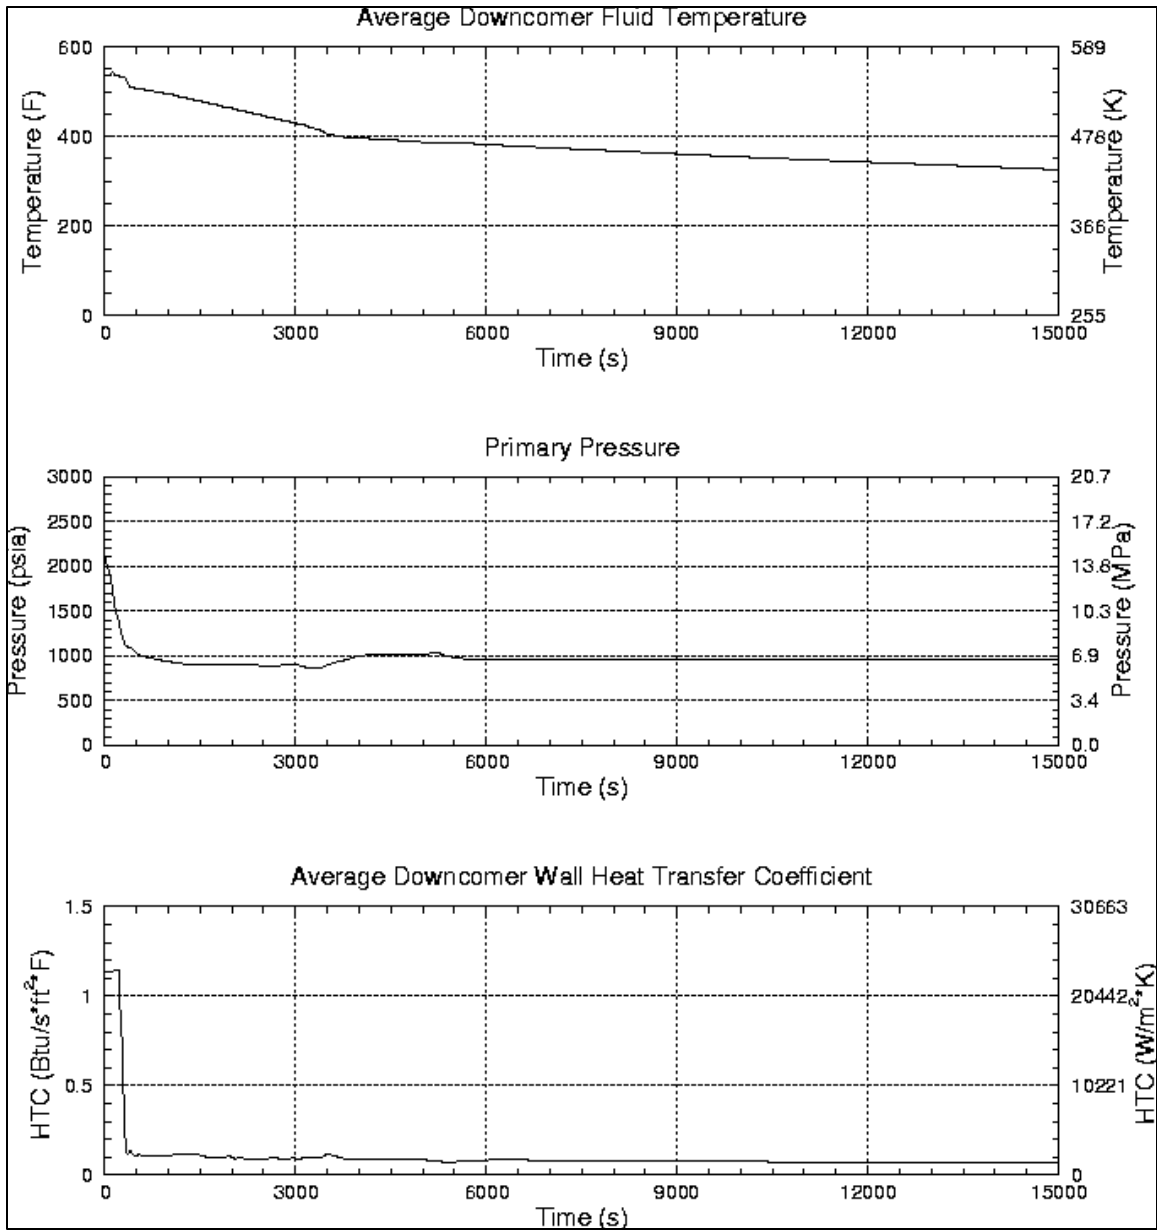 Average Downcomer Fluid Temperature
600 589
400 478
200 366
0 255
Temperature (F)
Temperature (K)
0 3000 6000 9000 12000 15000
Time (s)
Primary Pressure
3000 20.7
2500 17.2
2000 13.8
1500 10.3
1000 6.9
500 3.4
0 0.0
Pressure (psia)
Pressure (MPa)
0 3000 6000 9000 12000 15000
Time (s)
Average Downcomer Wall Heat Transfer Coefficient
1.5 30663
1 20442
0.5 10221
0 0
HTC (Btu/s*ft²*F)
HTC (W/m²*K)
0 3000 6000 9000 12000 15000
Time (s)